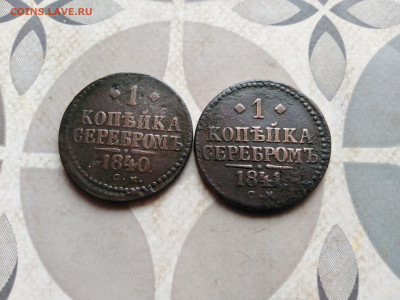 COINS.LAVE.RU
1
КОПѢЙКА
СЕРЕБРОМЪ
1840.
С. М.
1
КОПѢЙКА
СЕРЕБРОМЪ
1841.